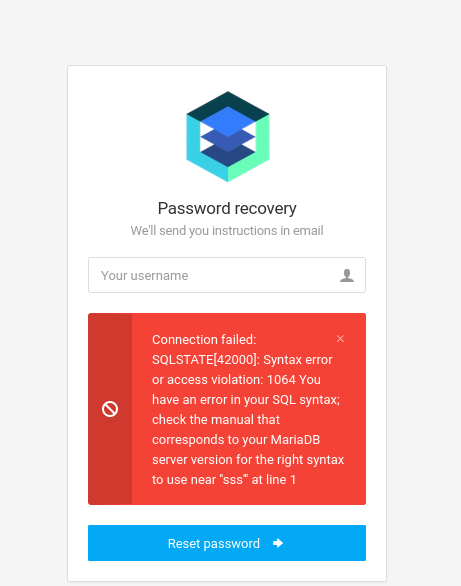 Password recovery
We'll send you instructions in email
Your username
Connection failed:
SQLSTATE[42000]: Syntax error
or access violation: 1064 You
have an error in your SQL syntax;
check the manual that
corresponds to your MariaDB
server version for the right syntax
to use near ''sss'' at line 1
Reset password